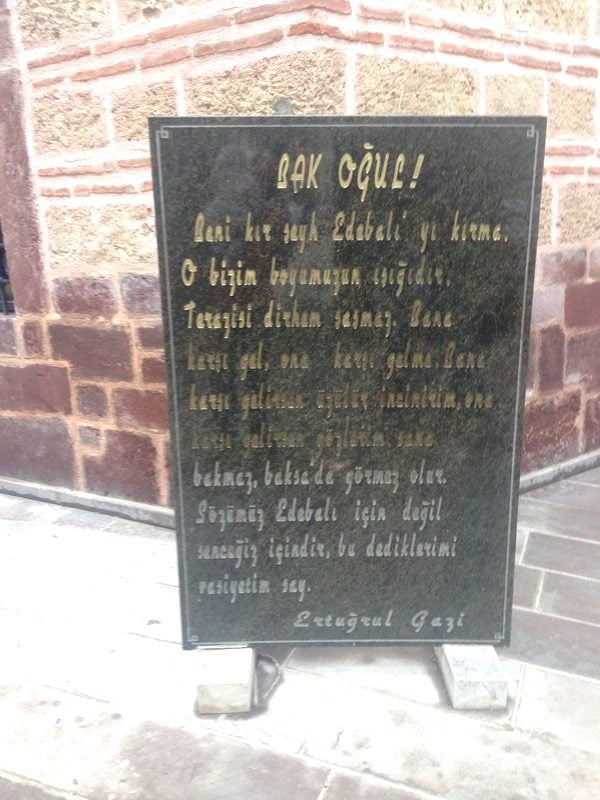 BAK OĞUL!
Beni kır şeyh Edebali' yi kırma.
O bizim boyumuzun ışığıdır.
Terazisi dirhem şaşmaz. Bana
karşı gel, ona karşı gelme. Bana
karşı gelirsen üzülür incinirim, ona
karşı gelirsen gözlerim sana
bakmaz, baksa'da görmez olur.
Sözümüz Edebalı için değil
senceğiz içindir, bu dediklerimi
vasiyetim say.
Ertuğrul Gazi